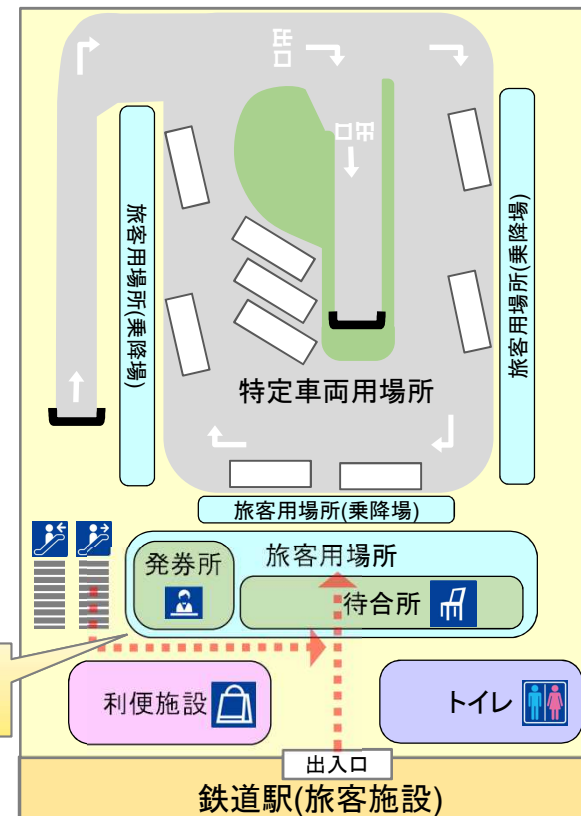 出口
出口
旅客用場所(乗降場)
旅客用場所(乗降場)
特定車両用場所
旅客用場所(乗降場)
発券所
旅客用場所
待合所
利便施設
トイレ
出入口
鉄道駅(旅客施設)